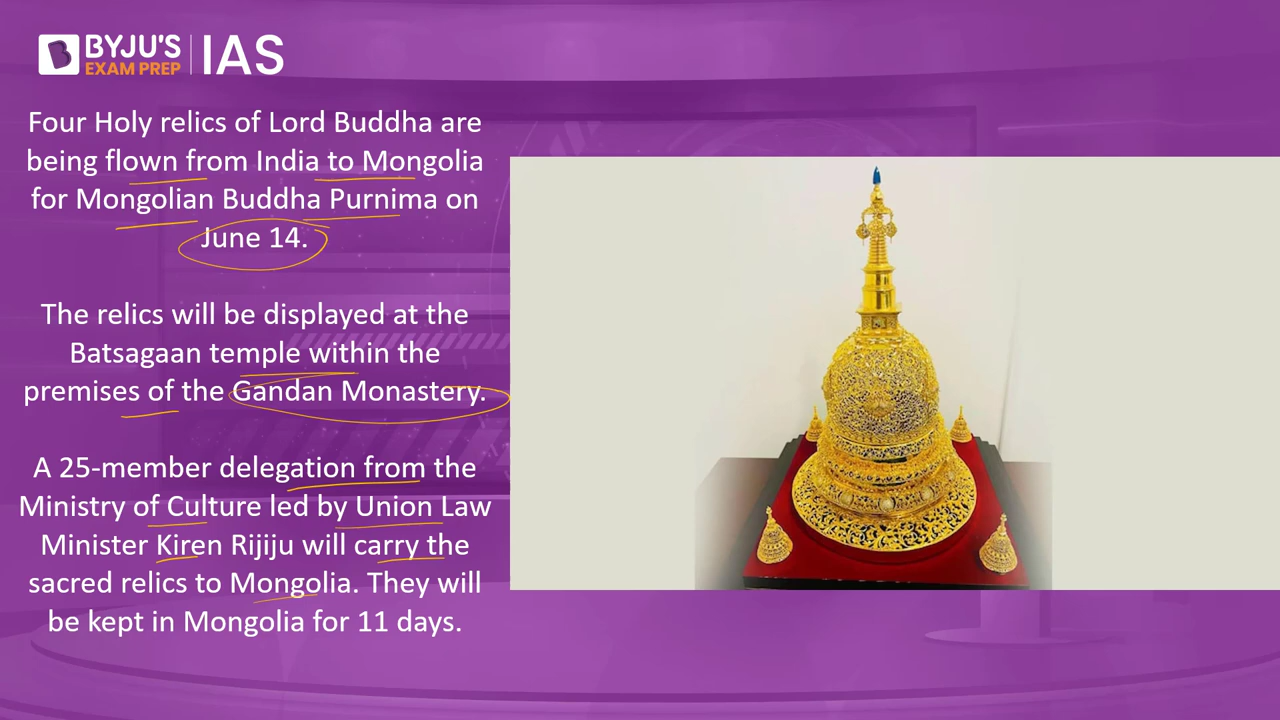 BYJU'S
EXAM PREP
IAS
Four Holy relics of Lord Buddha are
being flown from India to Mongolia
for Mongolian Buddha Purnima on
June 14.
The relics will be displayed at the
Batsagaan temple within the
premises of the Gandan Monastery.
A 25-member delegation from the
Ministry of Culture led by Union Law
Minister Kiren Rijiju will carry the
sacred relics to Mongolia. They will
be kept in Mongolia for 11 days.